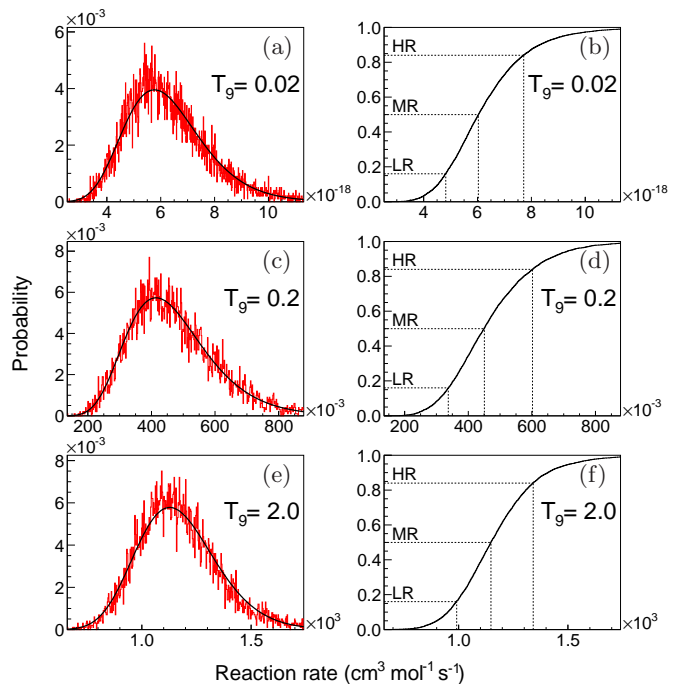 ×10⁻³
6
4
2
0
(a)
T₉= 0.02
4 6 8 10 ×10⁻¹⁸
1.0
0.8
0.6
0.4
0.2
0.0
HR
MR
LR
(b)
T₉= 0.02
4 6 8 10 ×10⁻¹⁸
×10⁻³
8
6
4
2
0
(c)
T₉= 0.2
200 400 600 800 ×10⁻³
1.0
0.8
0.6
0.4
0.2
0.0
HR
MR
LR
(d)
T₉= 0.2
200 400 600 800 ×10⁻³
×10⁻³
8
6
4
2
0
(e)
T₉= 2.0
1.0 1.5 ×10³
1.0
0.8
0.6
0.4
0.2
0.0
HR
MR
LR
(f)
T₉= 2.0
1.0 1.5 ×10³
Probability
Reaction rate (cm³ mol⁻¹ s⁻¹)